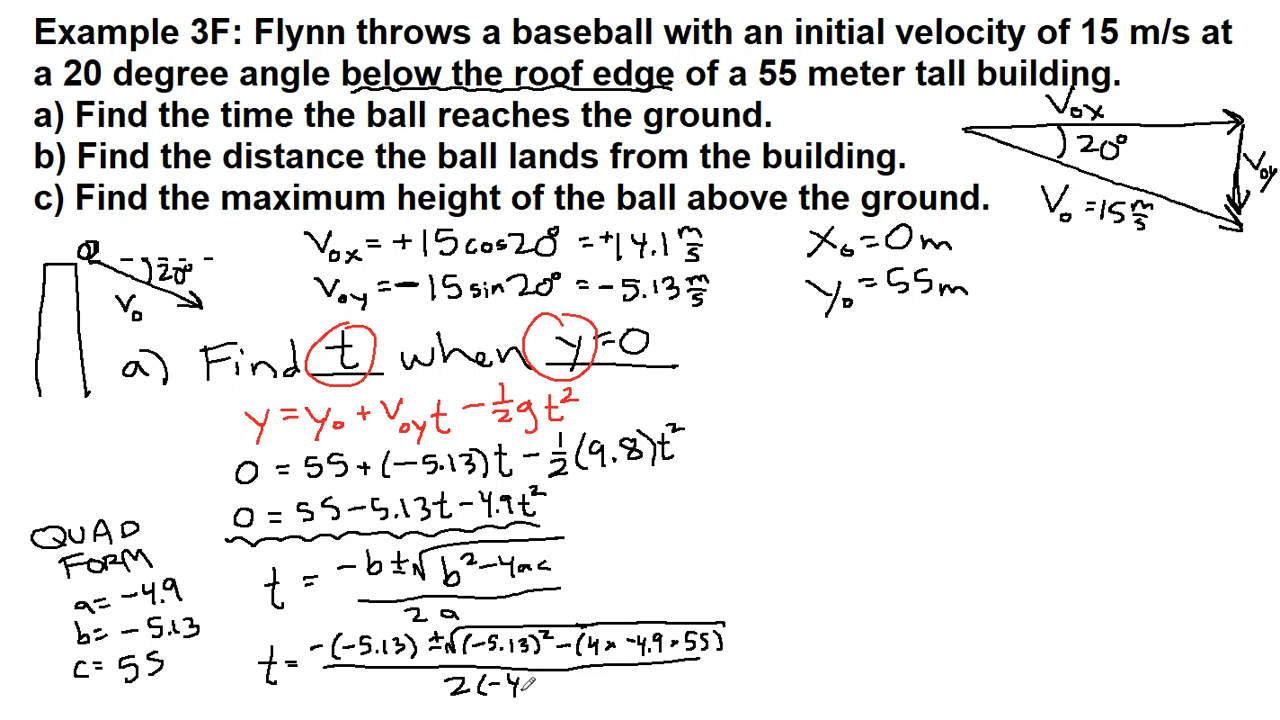 Example 3F: Flynn throws a baseball with an initial velocity of 15 m/s at
a 20 degree angle below the roof edge of a 55 meter tall building.
a) Find the time the ball reaches the ground.
b) Find the distance the ball lands from the building.
c) Find the maximum height of the ball above the ground.
Vox
20°
Voy
Vo = 15 m/s
20°
Vo
Vox = +15cos20° = +14.1 m/s
Voy = -15sin20° = -5.13 m/s
Xo = 0m
Yo = 55m
a) Find t when y = 0
y = yo + Voyt - 1/2gt²
0 = 55 + (-5.13)t - 1/2(9.8)t²
0 = 55 - 5.13t - 4.9t²
QUAD
FORM
a = -4.9
b = -5.13
c = 55
t = -b ± √b² - 4ac
2a
t = -(-5.13) ± √(-5.13)² - (4 × -4.9 × 55)
2(-4